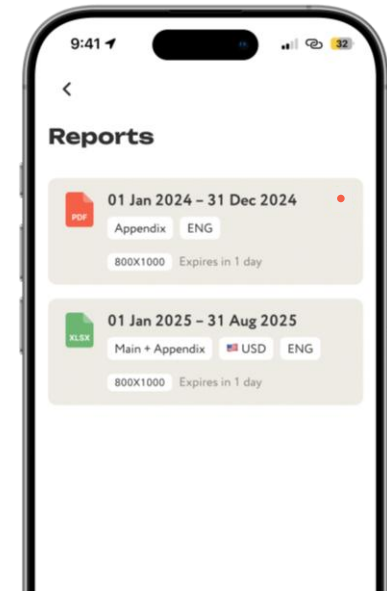 9:41
32
Reports
PDF
01 Jan 2024 – 31 Dec 2024
Appendix ENG
800X1000 Expires in 1 day
XLSX
01 Jan 2025 – 31 Aug 2025
Main + Appendix USD ENG
800X1000 Expires in 1 day